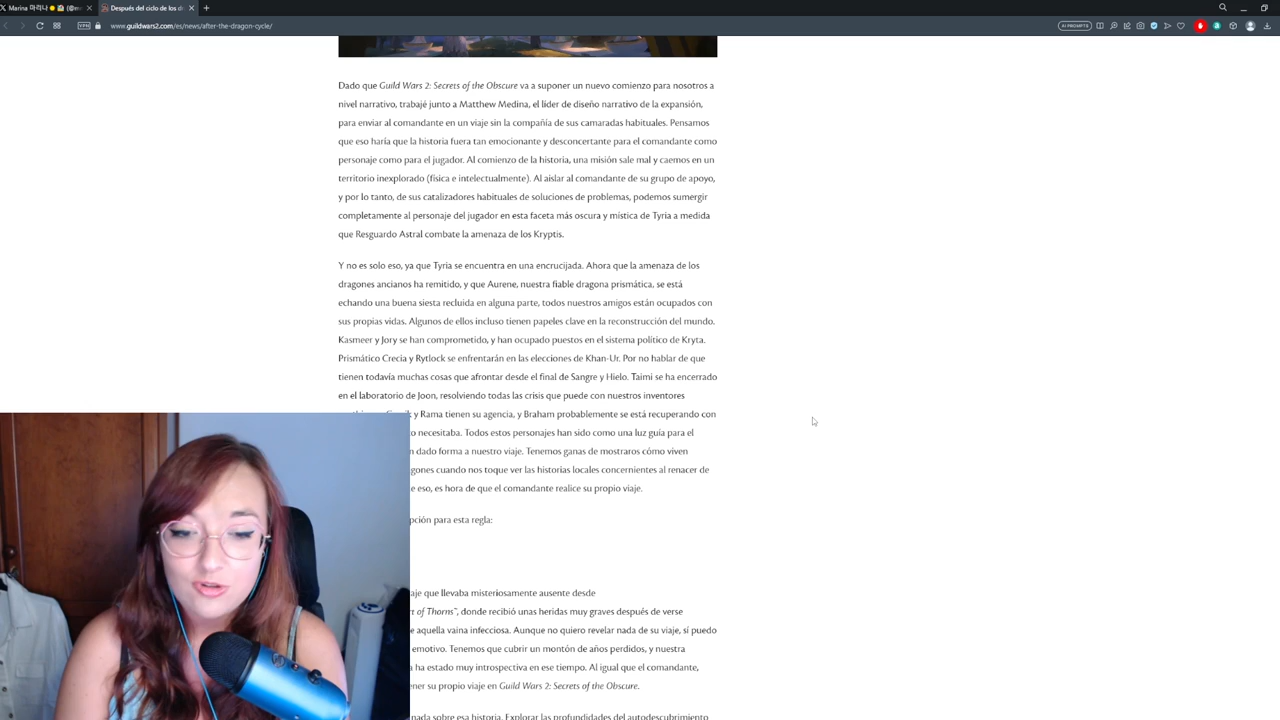 Marina 마리나
Después del ciclo de los dr
VPN
www.guildwars2.com/es/news/after-the-dragon-cycle/
AI PROMPTS
Dado que Guild Wars 2: Secrets of the Obscure va a suponer un nuevo comienzo para nosotros a
nivel narrativo, trabajé junto a Matthew Medina, el líder de diseño narrativo de la expansión,
para enviar al comandante en un viaje sin la compañía de sus camaradas habituales. Pensamos
que eso haría que la historia fuera tan emocionante y desconcertante para el comandante como
personaje como para el jugador. Al comienzo de la historia, una misión sale mal y caemos en un
territorio inexplorado (física e intelectualmente). Al aislar al comandante de su grupo de apoyo,
y por lo tanto, de sus catalizadores habituales de soluciones de problemas, podemos sumergir
completamente al personaje del jugador en esta faceta más oscura y mística de Tyria a medida
que Resguardo Astral combate la amenaza de los Kryptis.
Y no es solo eso, ya que Tyria se encuentra en una encrucijada. Ahora que la amenaza de los
dragones ancianos ha remitido, y que Aurene, nuestra fiable dragona prismática, se está
echando una buena siesta recluida en alguna parte, todos nuestros amigos están ocupados con
sus propias vidas. Algunos de ellos incluso tienen papeles clave en la reconstrucción del mundo.
Kasmeer y Jory se han comprometido, y han ocupado puestos en el sistema político de Kryta.
Prismático Crecia y Rytlock se enfrentarán en las elecciones de Khan-Ur. Por no hablar de que
tienen todavía muchas cosas que afrontar desde el final de Sangre y Hielo. Taimi se ha encerrado
en el laboratorio de Joon, resolviendo todas las crisis que puede con nuestros inventores
y Rama tienen su agencia, y Braham probablemente se está recuperando con
necesitaba. Todos estos personajes han sido como una luz guía para el
dado forma a nuestro viaje. Tenemos ganas de mostraros cómo viven
gones cuando nos toque ver las historias locales concernientes al renacer de
e eso, es hora de que el comandante realice su propio viaje.
pción para esta regla:
aje que llevaba misteriosamente ausente desde
rt of Thorns™, donde recibió unas heridas muy graves después de verse
e aquella vaina infecciosa. Aunque no quiero revelar nada de su viaje, sí puedo
emotivo. Tenemos que cubrir un montón de años perdidos, y nuestra
a ha estado muy introspectiva en ese tiempo. Al igual que el comandante,
ener su propio viaje en Guild Wars 2: Secrets of the Obscure.
nada sobre esa historia. Explorar las profundidades del autodescubrimiento